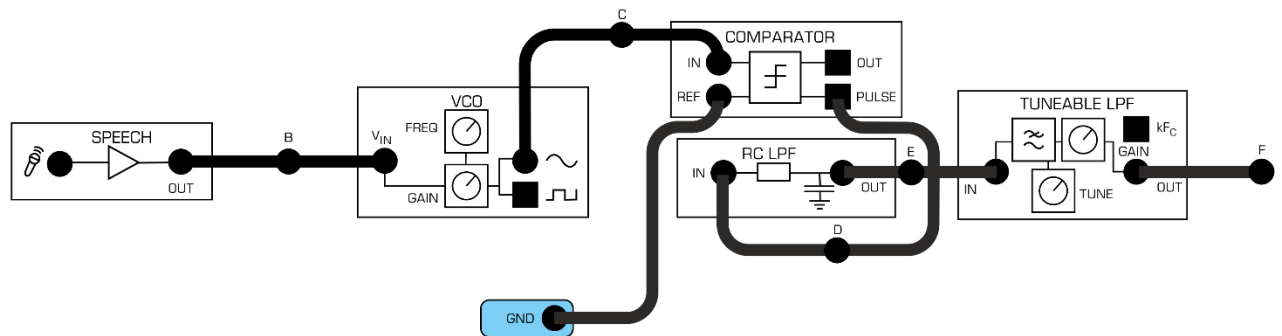 C
COMPARATOR
IN
OUT
REF
PULSE
VCO
FREQ
VIN
GAIN
SPEECH
OUT
B
TUNEABLE LPF
kFC
GAIN
IN
OUT
TUNE
F
RC LPF
IN
OUT
E
D
GND